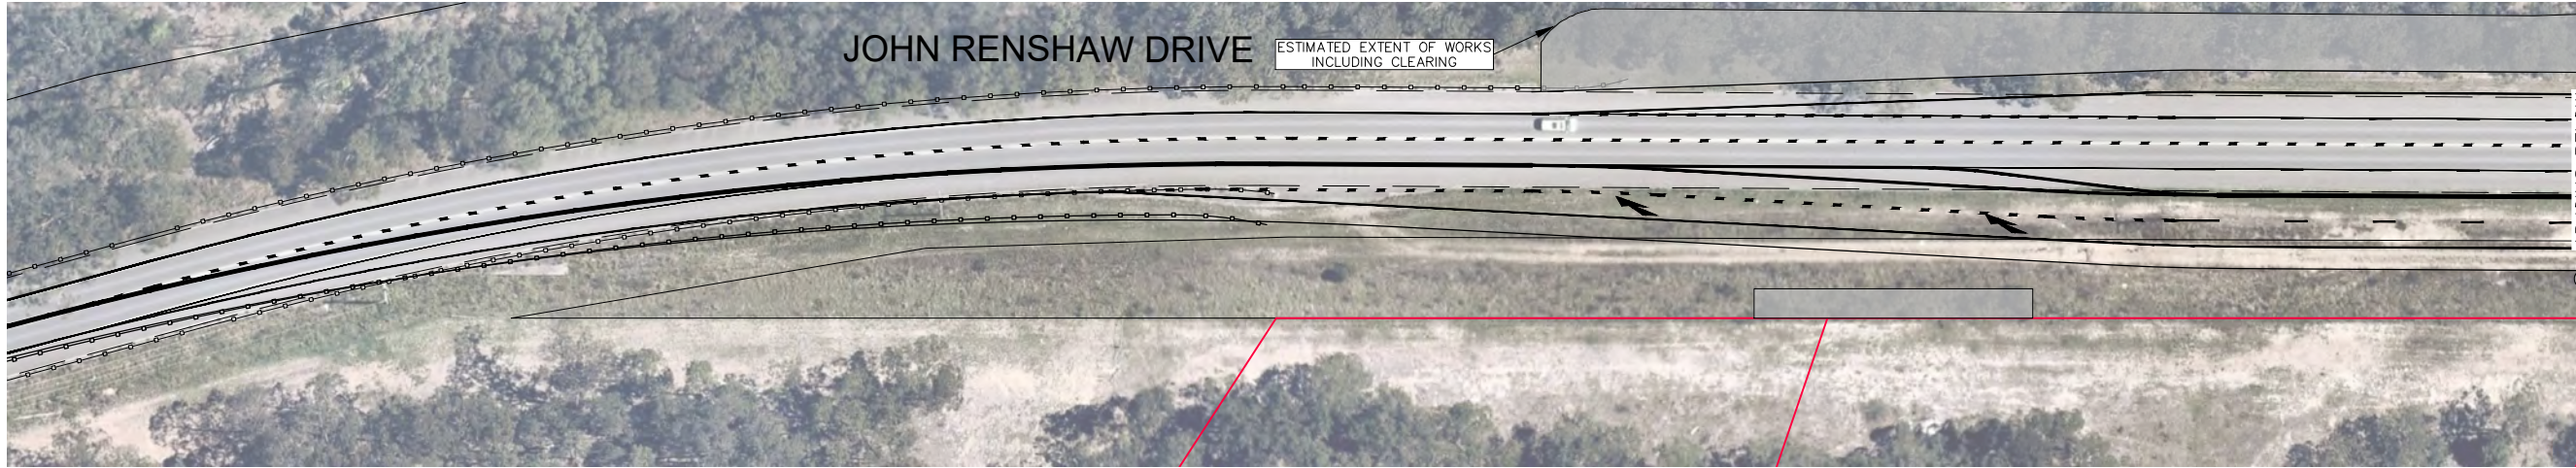 JOHN RENSHAW DRIVE
ESTIMATED EXTENT OF WORKS
INCLUDING CLEARING